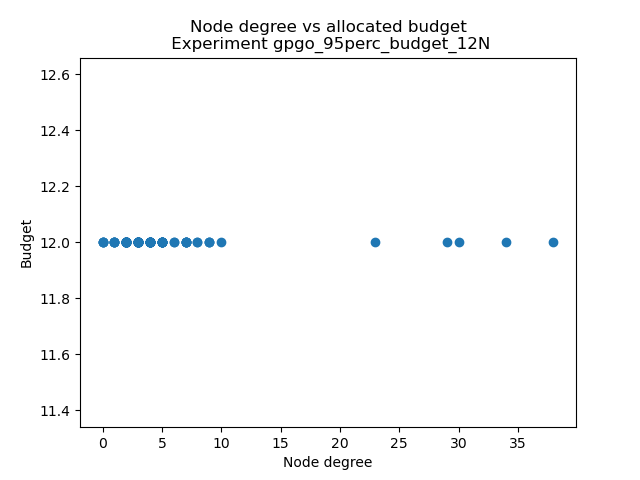 Node degree vs allocated budget
Experiment gpgo_95perc_budget_12N
12.6
12.4
12.2
12.0
11.8
11.6
11.4
Budget
0 5 10 15 20 25 30 35
Node degree